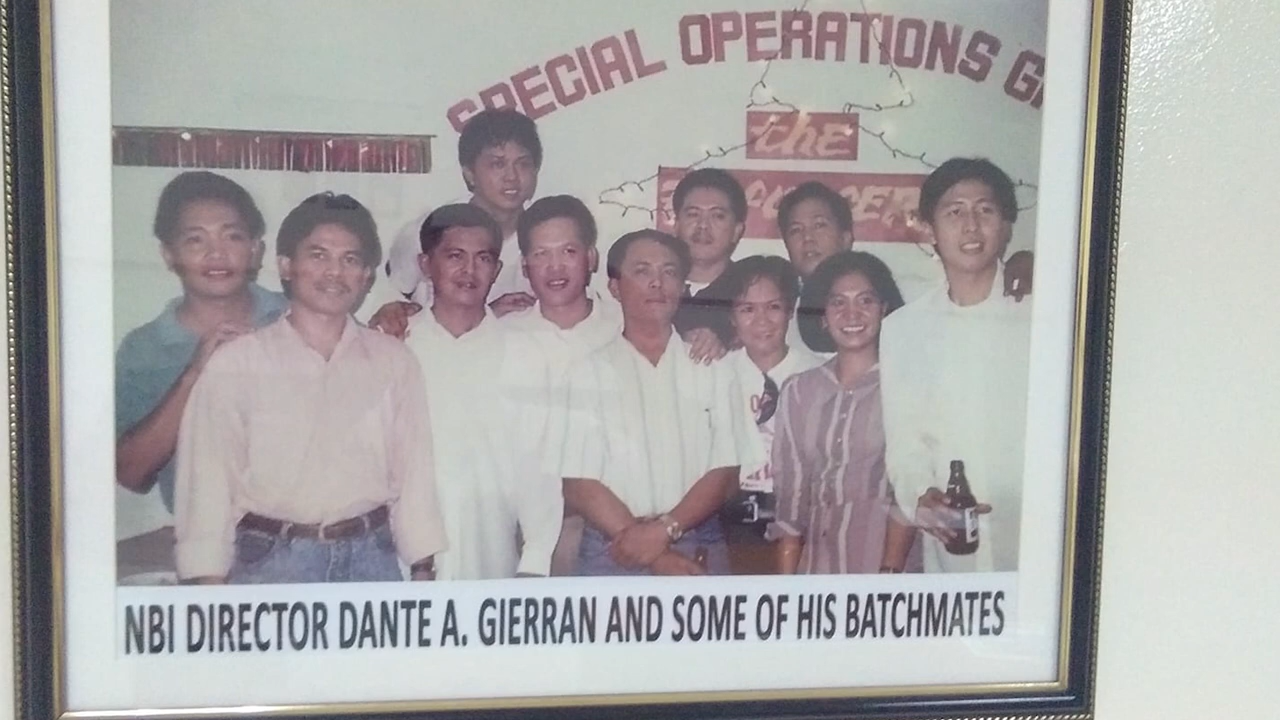 SPECIAL OPERATIONS
the
NBI DIRECTOR DANTE A. GIERRAN AND SOME OF HIS BATCHMATES